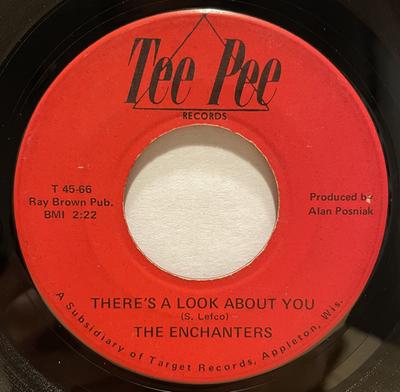 Tee Pee
RECORDS
T 45-66
Ray Brown Pub.
BMI 2:22
Produced by
Alan Posniak
THERE'S A LOOK ABOUT YOU
(S. Lefco)
THE ENCHANTERS
A Subsidiary of Target Records, Appleton, Wis.